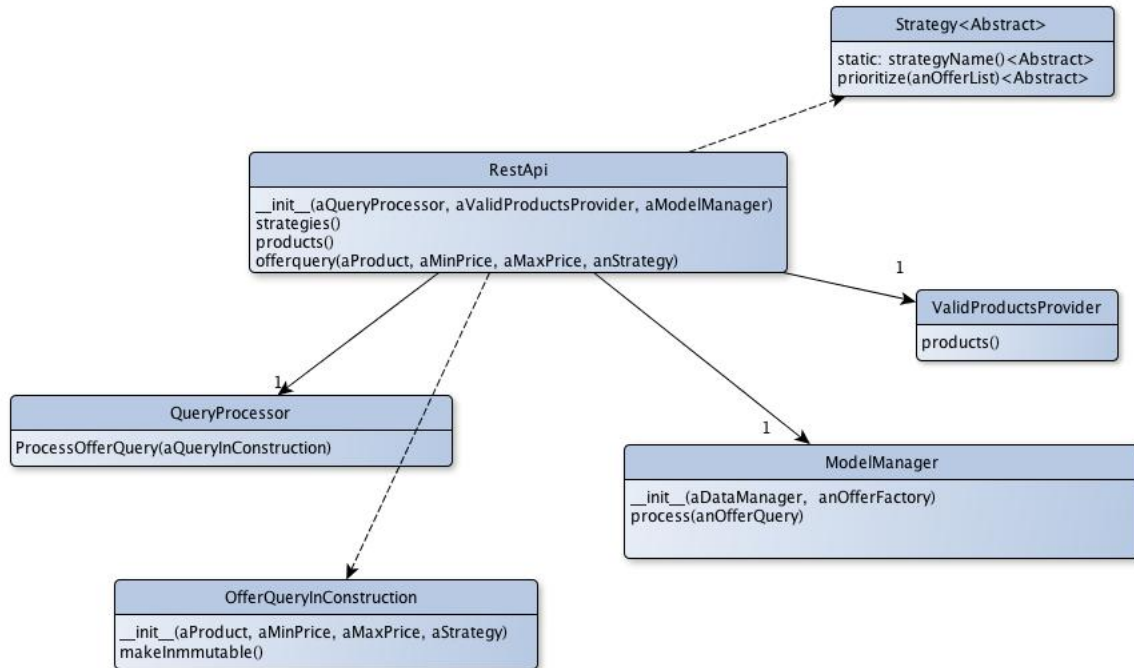 Strategy<Abstract>
static: strategyName()<Abstract>
prioritize(anOfferList)<Abstract>
RestApi
__init__(aQueryProcessor, aValidProductsProvider, aModelManager)
strategies()
products()
offerquery(aProduct, aMinPrice, aMaxPrice, anStrategy)
1
ValidProductsProvider
products()
1
QueryProcessor
ProcessOfferQuery(aQueryInConstruction)
1
ModelManager
__init__(aDataManager, anOfferFactory)
process(anOfferQuery)
OfferQueryInConstruction
__init__(aProduct, aMinPrice, aMaxPrice, aStrategy)
makeInmmutable()